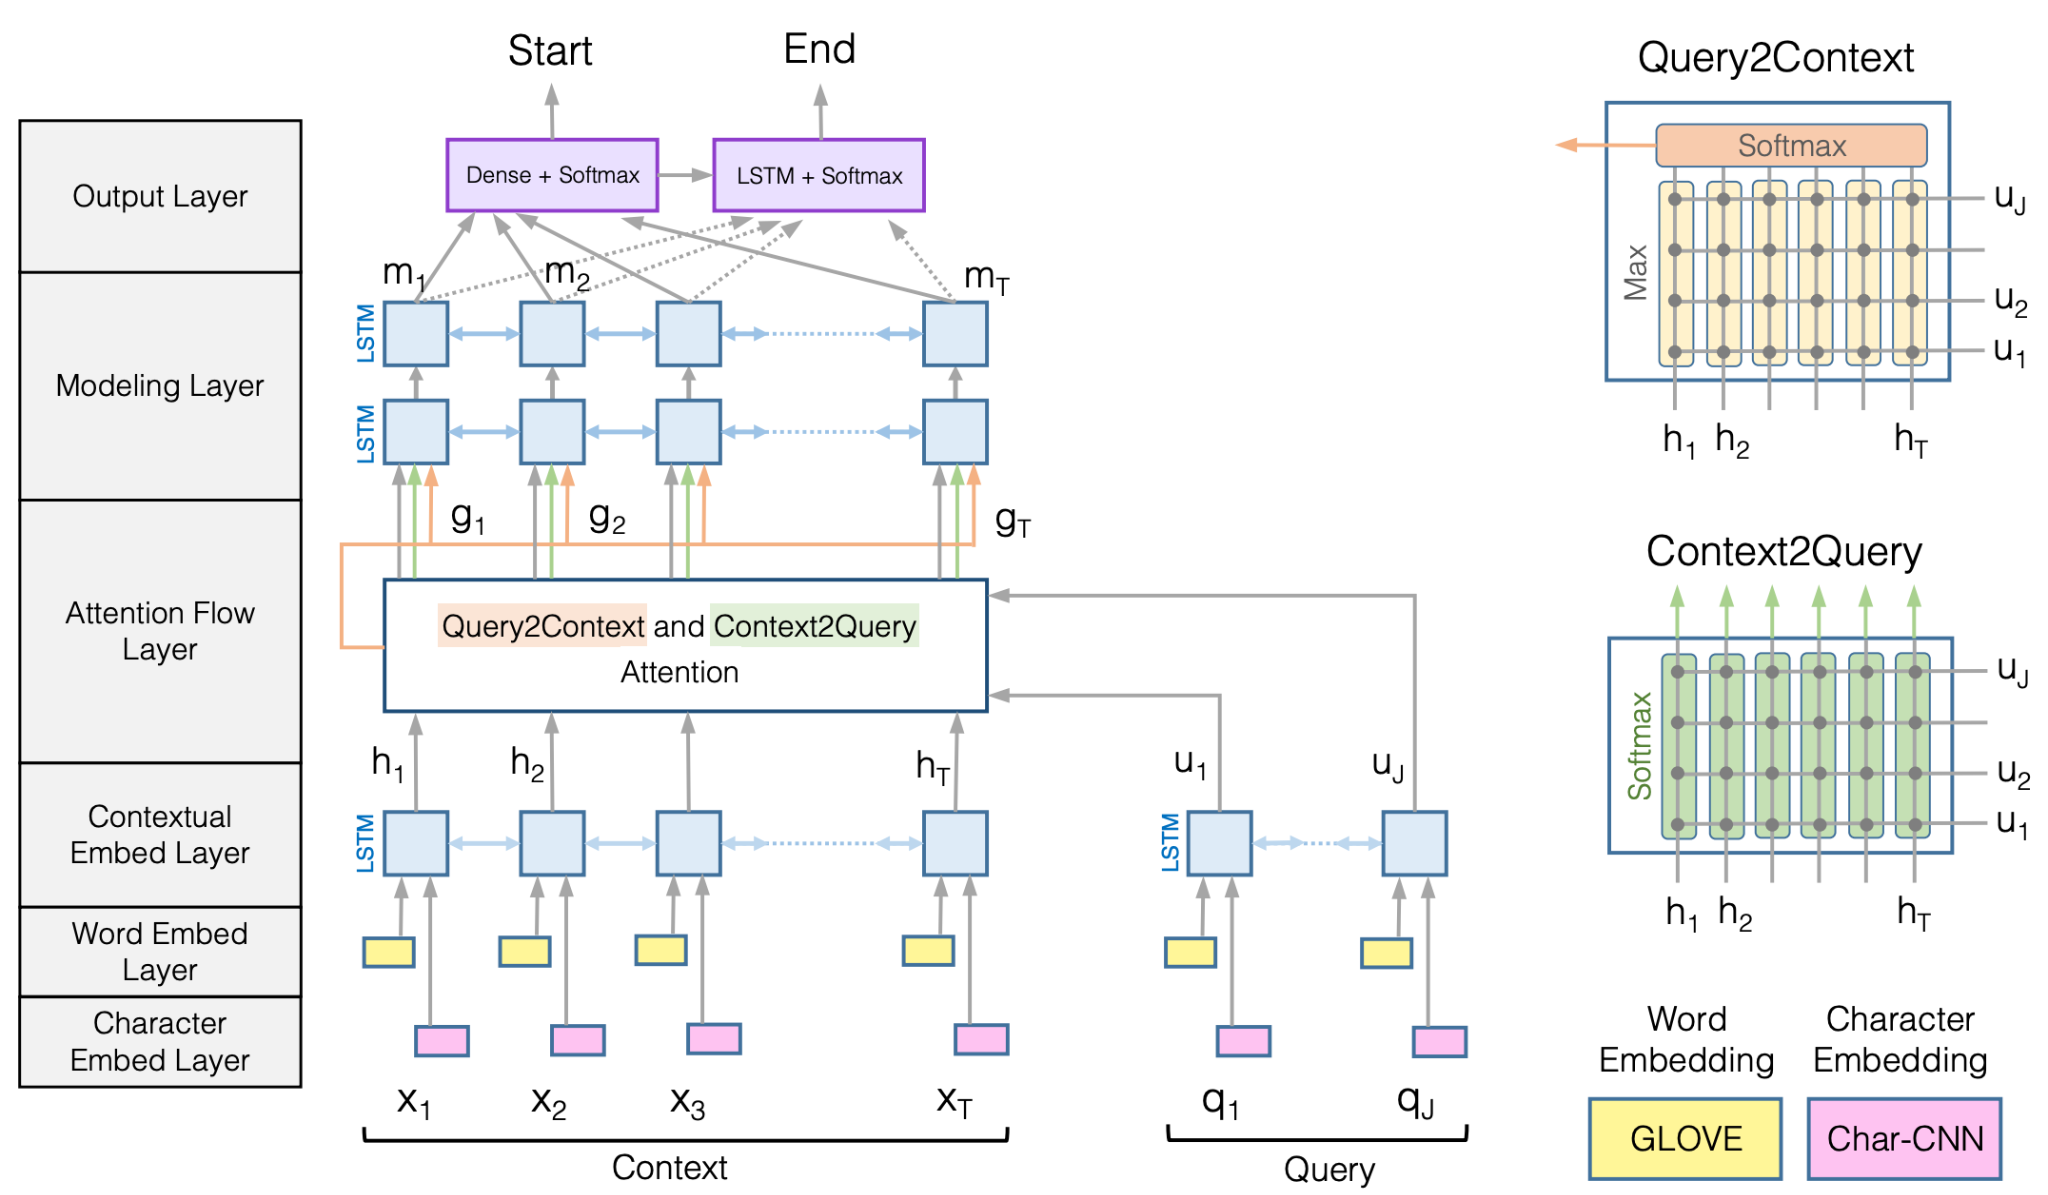 Start
End
Query2Context
Output Layer
Dense + Softmax
LSTM + Softmax
Softmax
Max
uJ
u2
u1
h1
h2
hT
Modeling Layer
m1
m2
mT
LSTM
LSTM
g1
g2
gT
Attention Flow
Layer
Query2Context and Context2Query
Attention
Context2Query
Softmax
uJ
u2
u1
h1
h2
hT
Contextual
Embed Layer
h1
h2
hT
u1
uJ
LSTM
LSTM
Word Embed
Layer
Character
Embed Layer
x1
x2
x3
xT
q1
qJ
Context
Query
Word
Embedding
Character
Embedding
GLOVE
Char-CNN